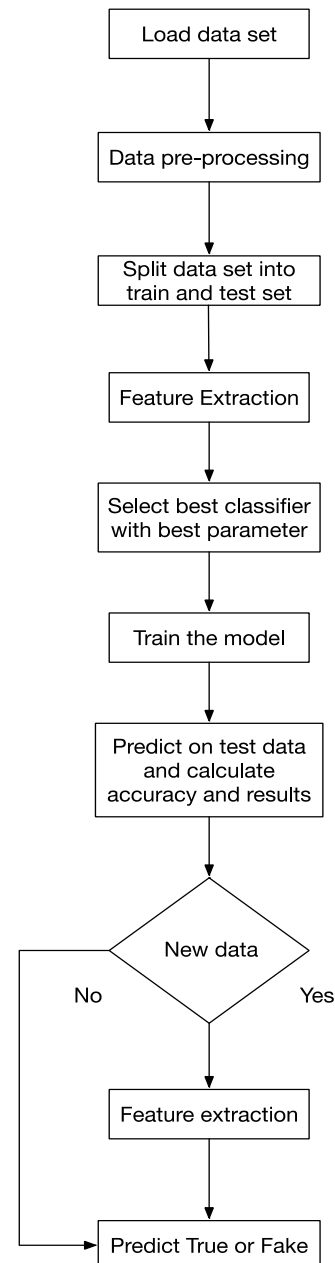 Load data set
Data pre-processing
Split data set into
train and test set
Feature Extraction
Select best classifier
with best parameter
Train the model
Predict on test data
and calculate
accuracy and results
New data
No
Yes
Feature extraction
Predict True or Fake